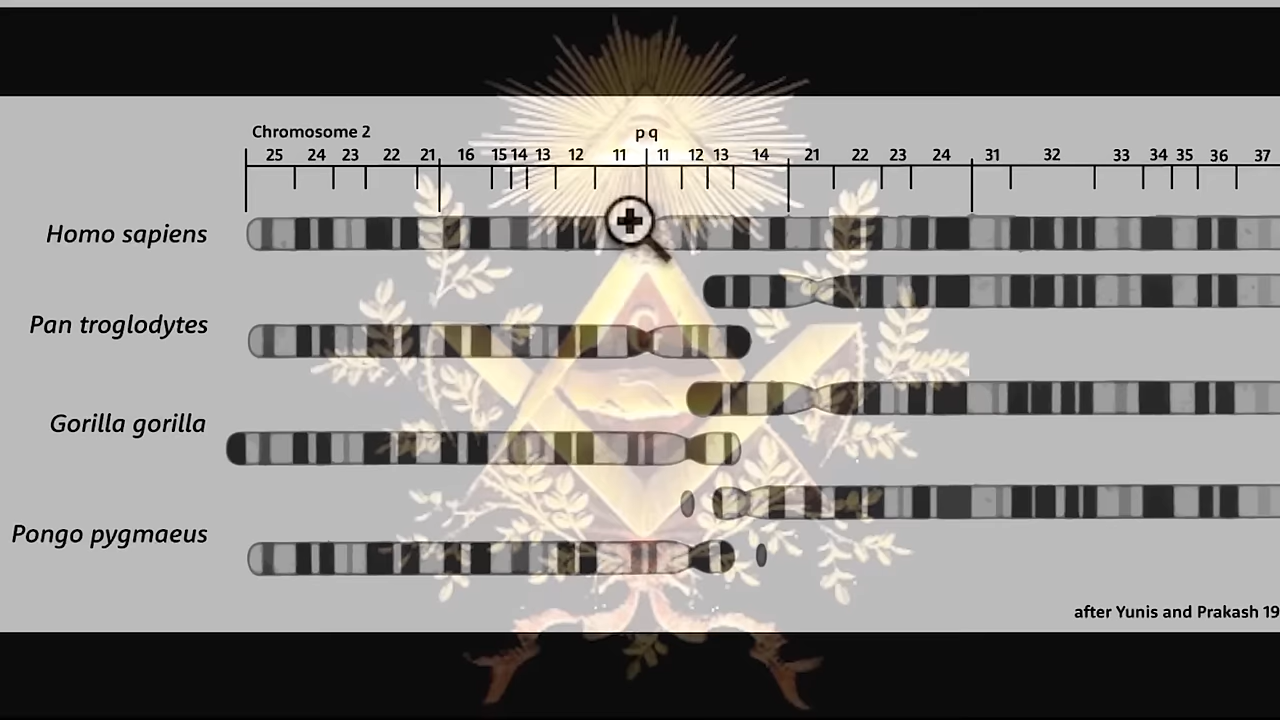 Chromosome 2
p q
25 24 23 22 21 16 15 14 13 12 11 11 12 13 14 21 22 23 24 31 32 33 34 35 36 37
Homo sapiens
Pan troglodytes
Gorilla gorilla
Pongo pygmaeus
after Yunis and Prakash 19